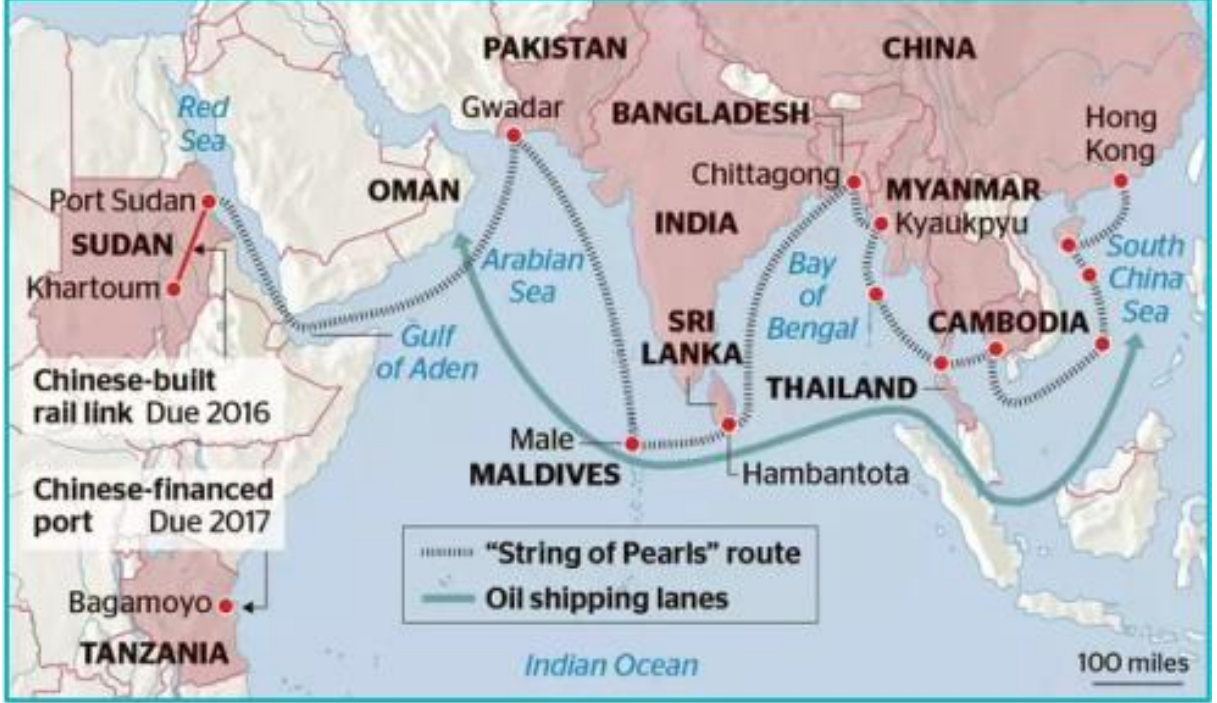 PAKISTAN
CHINA
Gwadar
BANGLADESH
Hong
Kong
Red
Sea
Chittagong
MYANMAR
Kyaukpyu
OMAN
Port Sudan
SUDAN
Khartoum
INDIA
Arabian
Sea
Bay
of
Bengal
South
China
Sea
SRI
LANKA
CAMBODIA
Gulf
of Aden
THAILAND
Chinese-built
rail link Due 2016
Male
MALDIVES
Hambantota
Chinese-financed
port Due 2017
"String of Pearls" route
Oil shipping lanes
Bagamoyo
TANZANIA
Indian Ocean
100 miles